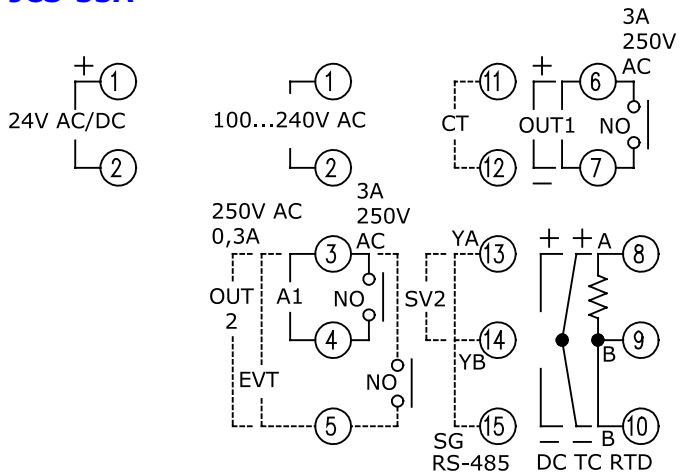 3A
250V
AC
+ 1
24V AC/DC
2
1
100...240V AC
2
11
CT
12
+ 6
OUT1
NO
− 7
250V AC
0,3A
3A
250V
AC
3
OUT
2
A1
NO
4
EVT
NO
5
YA 13
SV2
14
YB
15
SG
RS-485
+ + A 8
9
B
− − B 10
DC TC RTD